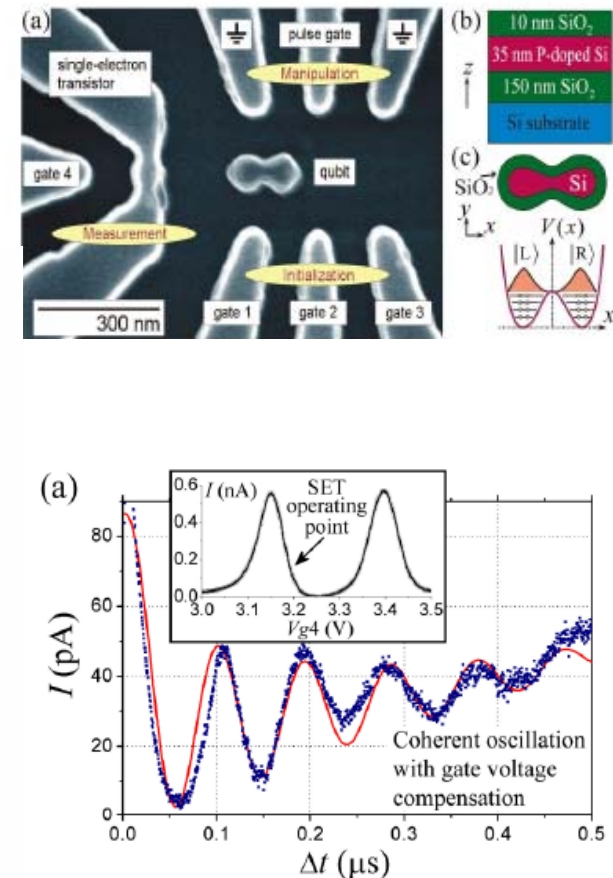 (a)
single-electron
transistor
pulse gate
Manipulation
gate 4
qubit
Measurement
Initialization
300 nm
gate 1
gate 2
gate 3
(b)
10 nm SiO₂
35 nm P-doped Si
150 nm SiO₂
Si substrate
z
(c)
SiO₂
Si
y
x
V(x)
|L⟩
|R⟩
x
(a)
I (nA)
SET
operating
point
0.6
0.4
0.2
0.0
3.0 3.1 3.2 3.3 3.4 3.5
Vg4 (V)
80
60
40
20
0
I (pA)
Coherent oscillation
with gate voltage
compensation
0.0 0.1 0.2 0.3 0.4 0.5
Δt (μs)